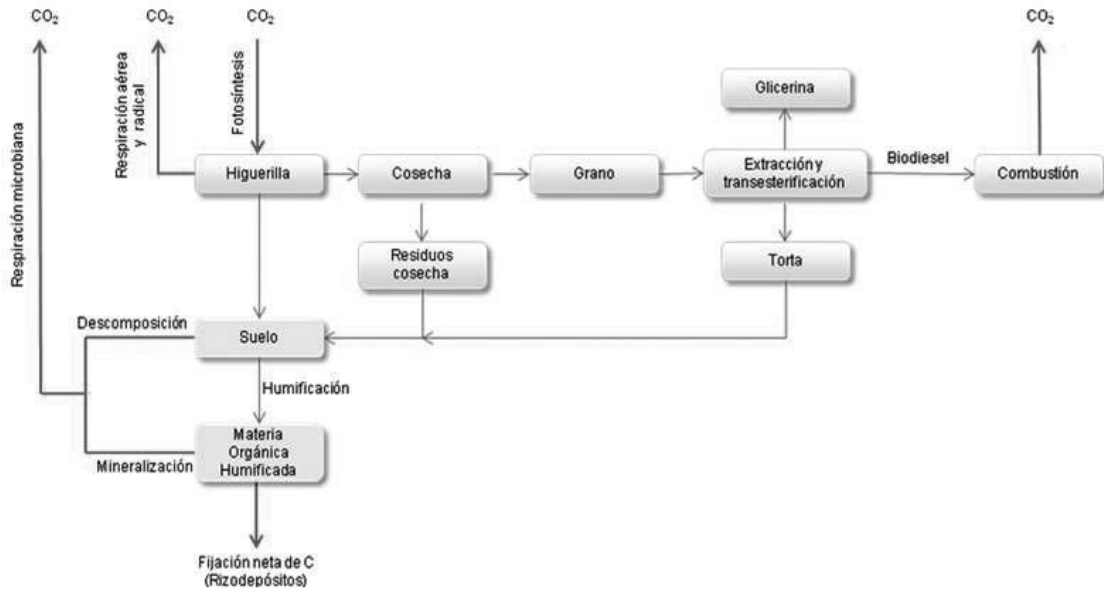 CO₂
CO₂
CO₂
CO₂
Respiración microbiana
Respiración aérea
y radical
Fotosíntesis
Glicerina
Higuerilla
Cosecha
Grano
Extracción y
transesterificación
Biodiesel
Combustión
Residuos
cosecha
Torta
Descomposición
Suelo
Humificación
Materia
Orgánica
Humificada
Mineralización
Fijación neta de C
(Rizodepósitos)